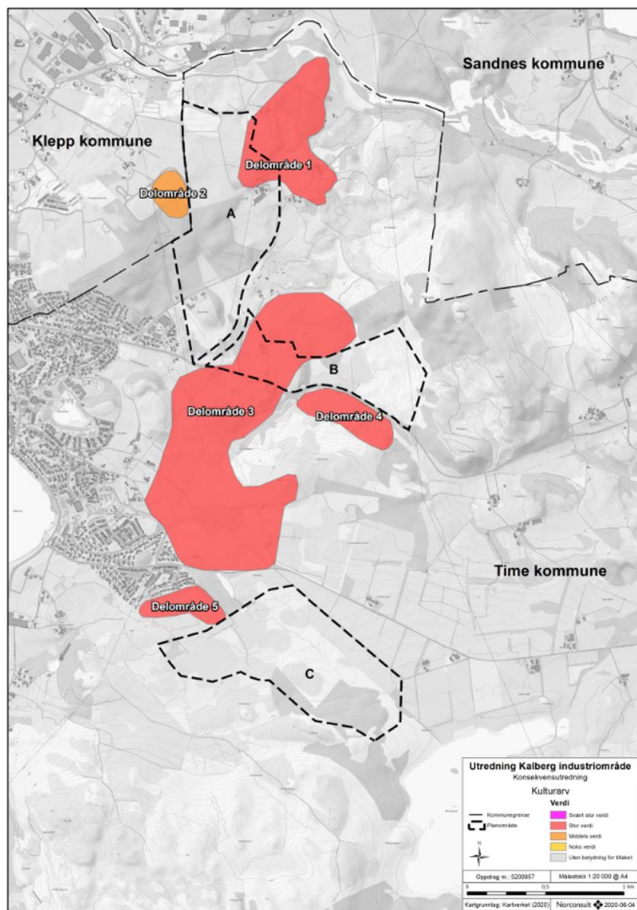 Sandnes kommune
Klepp kommune
Delområde 1
Delområde 2
A
B
Delområde 3
Delområde 4
Time kommune
Delområde 5
C
Utredning Kalberg industriområde
Konsekvensutredning
Kulturarv
Verdi
Kommunegrense
Planområde
Svært stor verdi
Stor verdi
Middels verdi
Noko verdi
Uten betydning for tiltaket
N
Oppdrag nr.: 5200957
Målestokk 1:20 000 @ A4
0
0,5
1 km
Kartgrunnlag: Kartverket (2020)
Norconsult
2020-06-04